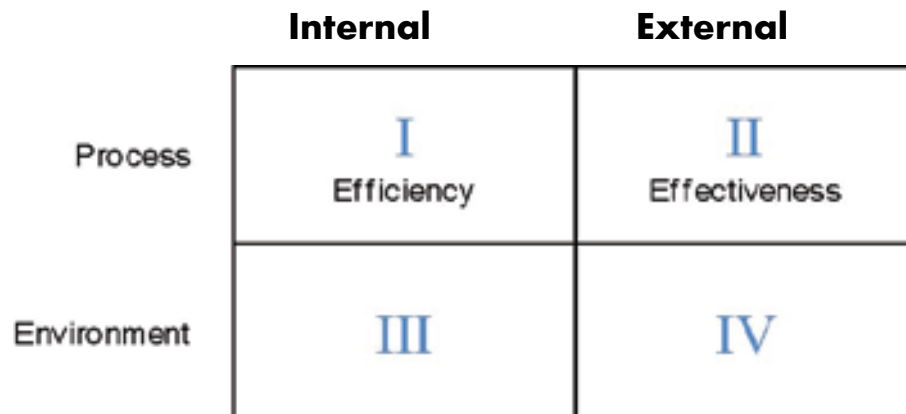 Internal External
Process I II
Efficiency Effectiveness
Environment III IV